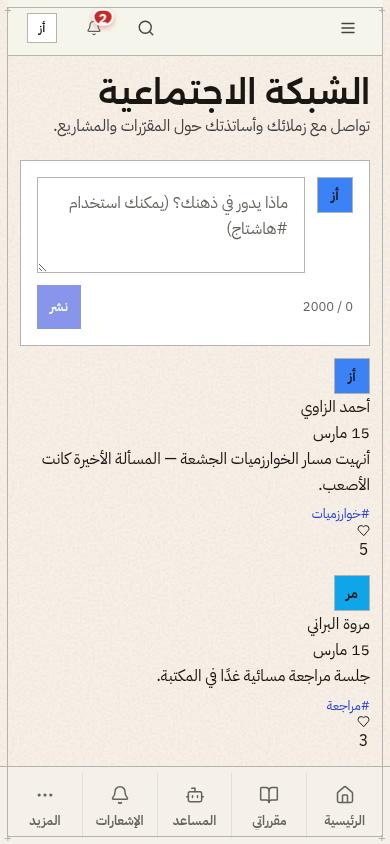 أز
2
الشبكة الاجتماعية
تواصل مع زملائك وأساتذتك حول المقرّرات والمشاريع.
أز
ماذا يدور في ذهنك؟ (يمكنك استخدام
#هاشتاج)
0 / 2000
نشر
أز
أحمد الزاوي
15 مارس
أنهيت مسار الخوارزميات الجشعة — المسألة الأخيرة كانت
الأصعب.
#خوارزميات
5
مر
مروة البراني
15 مارس
جلسة مراجعة مسائية غدًا في المكتبة.
#مراجعة
3
الرئيسية
مقرراتي
المساعد
الإشعارات
المزيد